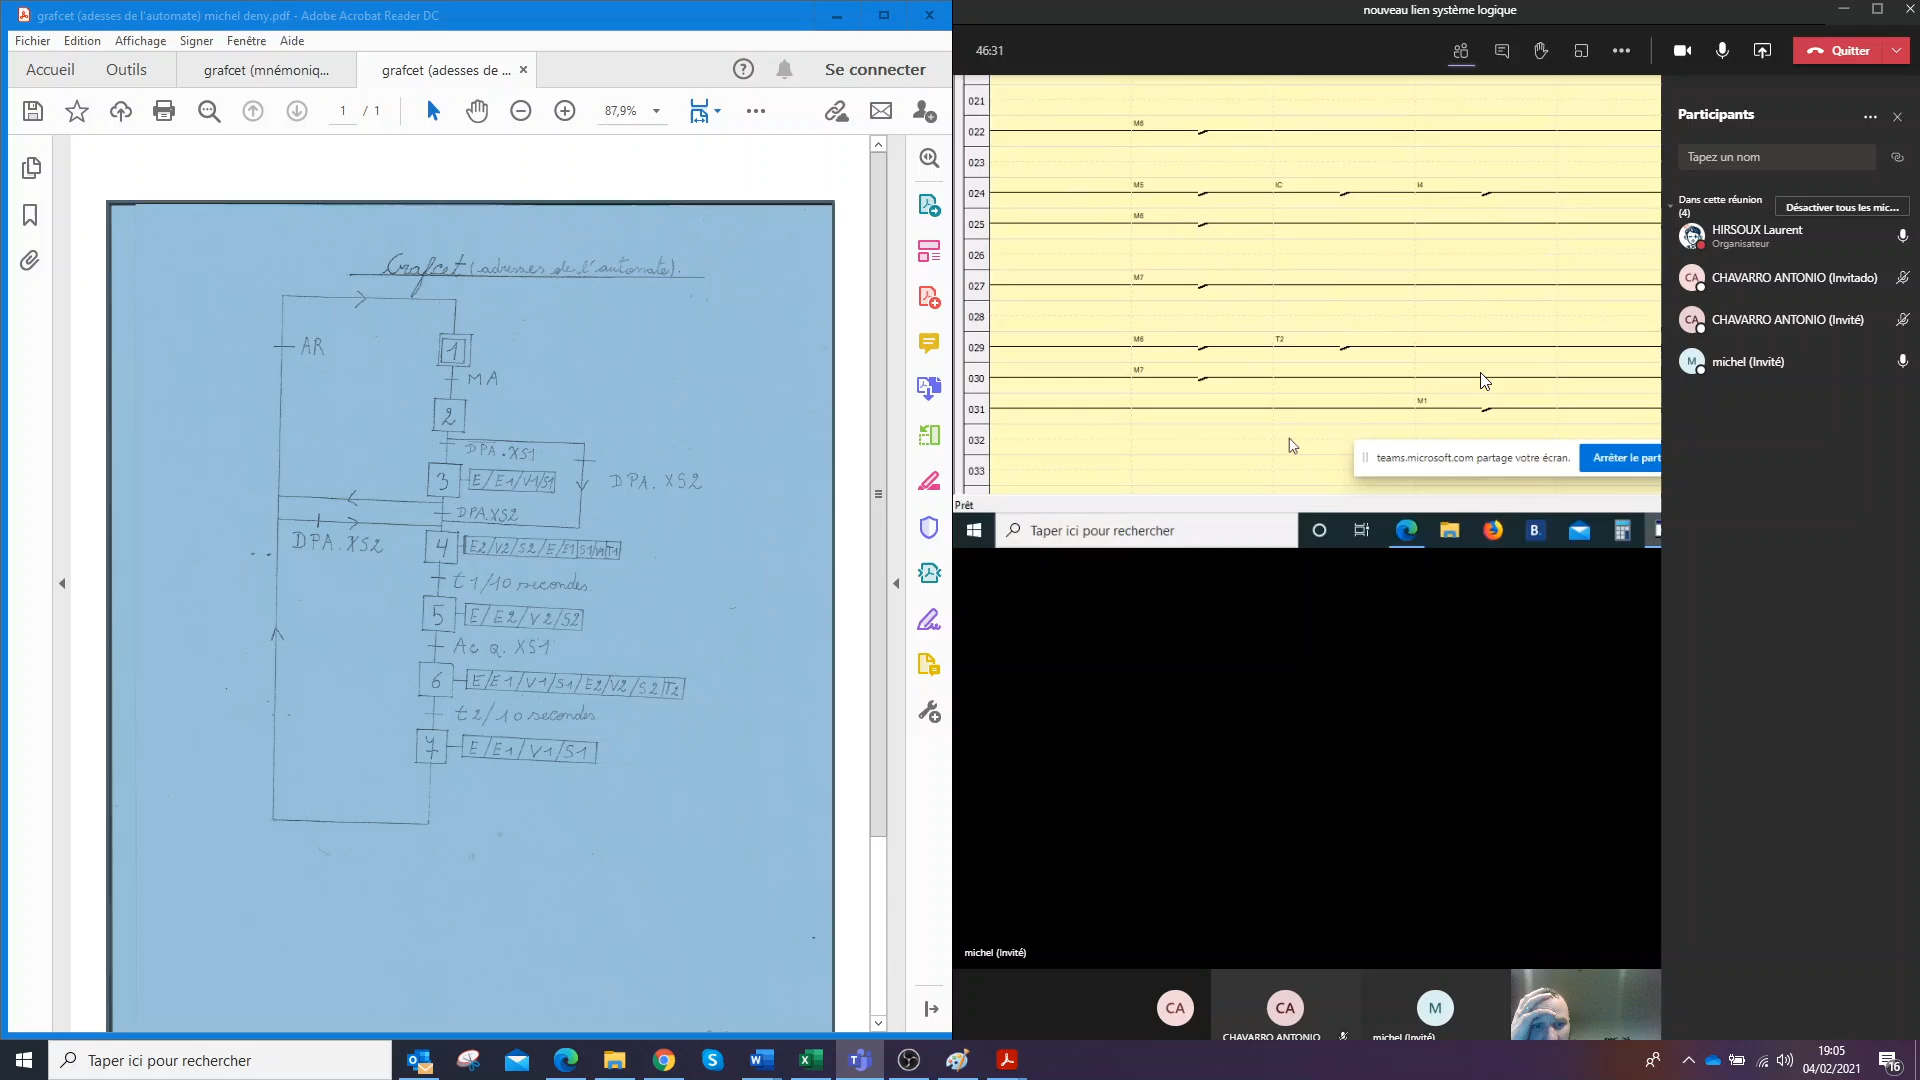 grafcet (adesses de l'automate) michel deny.pdf - Adobe Acrobat Reader DC
Fichier Edition Affichage Signer Fenêtre Aide
Accueil Outils grafcet (mnémoniq... grafcet (adesses de ... × Se connecter
1 / 1 87,9%
Grafcet (adresses de l'automate).
AR
1
MA
2
DPA.XS1
3 E/E1/V1/S1
DPA.XS2
DPA.XS2
DPA.XS2
4 E2/V2/S2/E/E1/S1/V1/T1
t1/10 secondes
5 E/E2/V2/S2
Ac Q.XS1
6 E/E1/V1/S1/E2/V2/S2/T2
t2/10 secondes
7 E/E1/V1/S1
nouveau lien système logique
46:31
Quitter
021
022 M6
023
024 M5 IC I4
025 M6
026
027 M7
028
029 M6 T2
030 M7
031 M1
032
033
teams.microsoft.com partage votre écran. Arrêter le part
Prêt
Taper ici pour rechercher
B.
michel (Invité)
CA CA M
CHAVARRO ANTONIO michel (Invité)
Participants
Tapez un nom
Dans cette réunion (4) Désactiver tous les mic...
HIRSOUX Laurent
Organisateur
CA CHAVARRO ANTONIO (Invitado)
CA CHAVARRO ANTONIO (Invité)
M michel (Invité)
Taper ici pour rechercher
19:05
04/02/2021
16